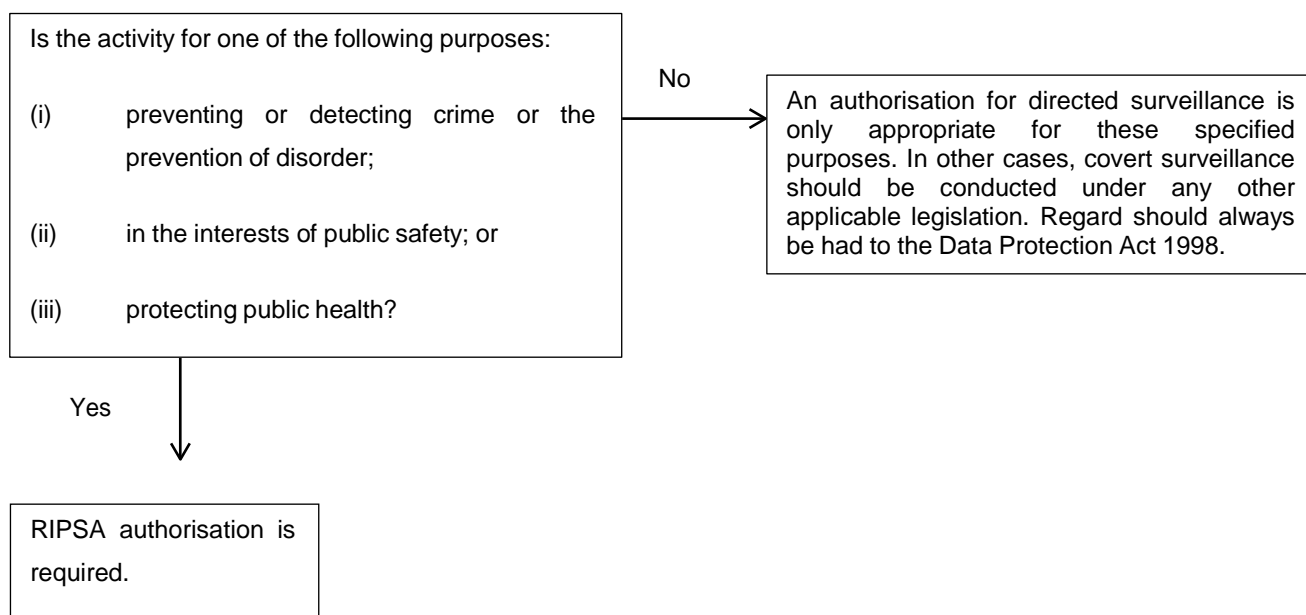 Is the activity for one of the following purposes:
(i) preventing or detecting crime or the
prevention of disorder;
(ii) in the interests of public safety; or
(iii) protecting public health?
No
An authorisation for directed surveillance is
only appropriate for these specified
purposes. In other cases, covert surveillance
should be conducted under any other
applicable legislation. Regard should always
be had to the Data Protection Act 1998.
Yes
RIPSA authorisation is
required.